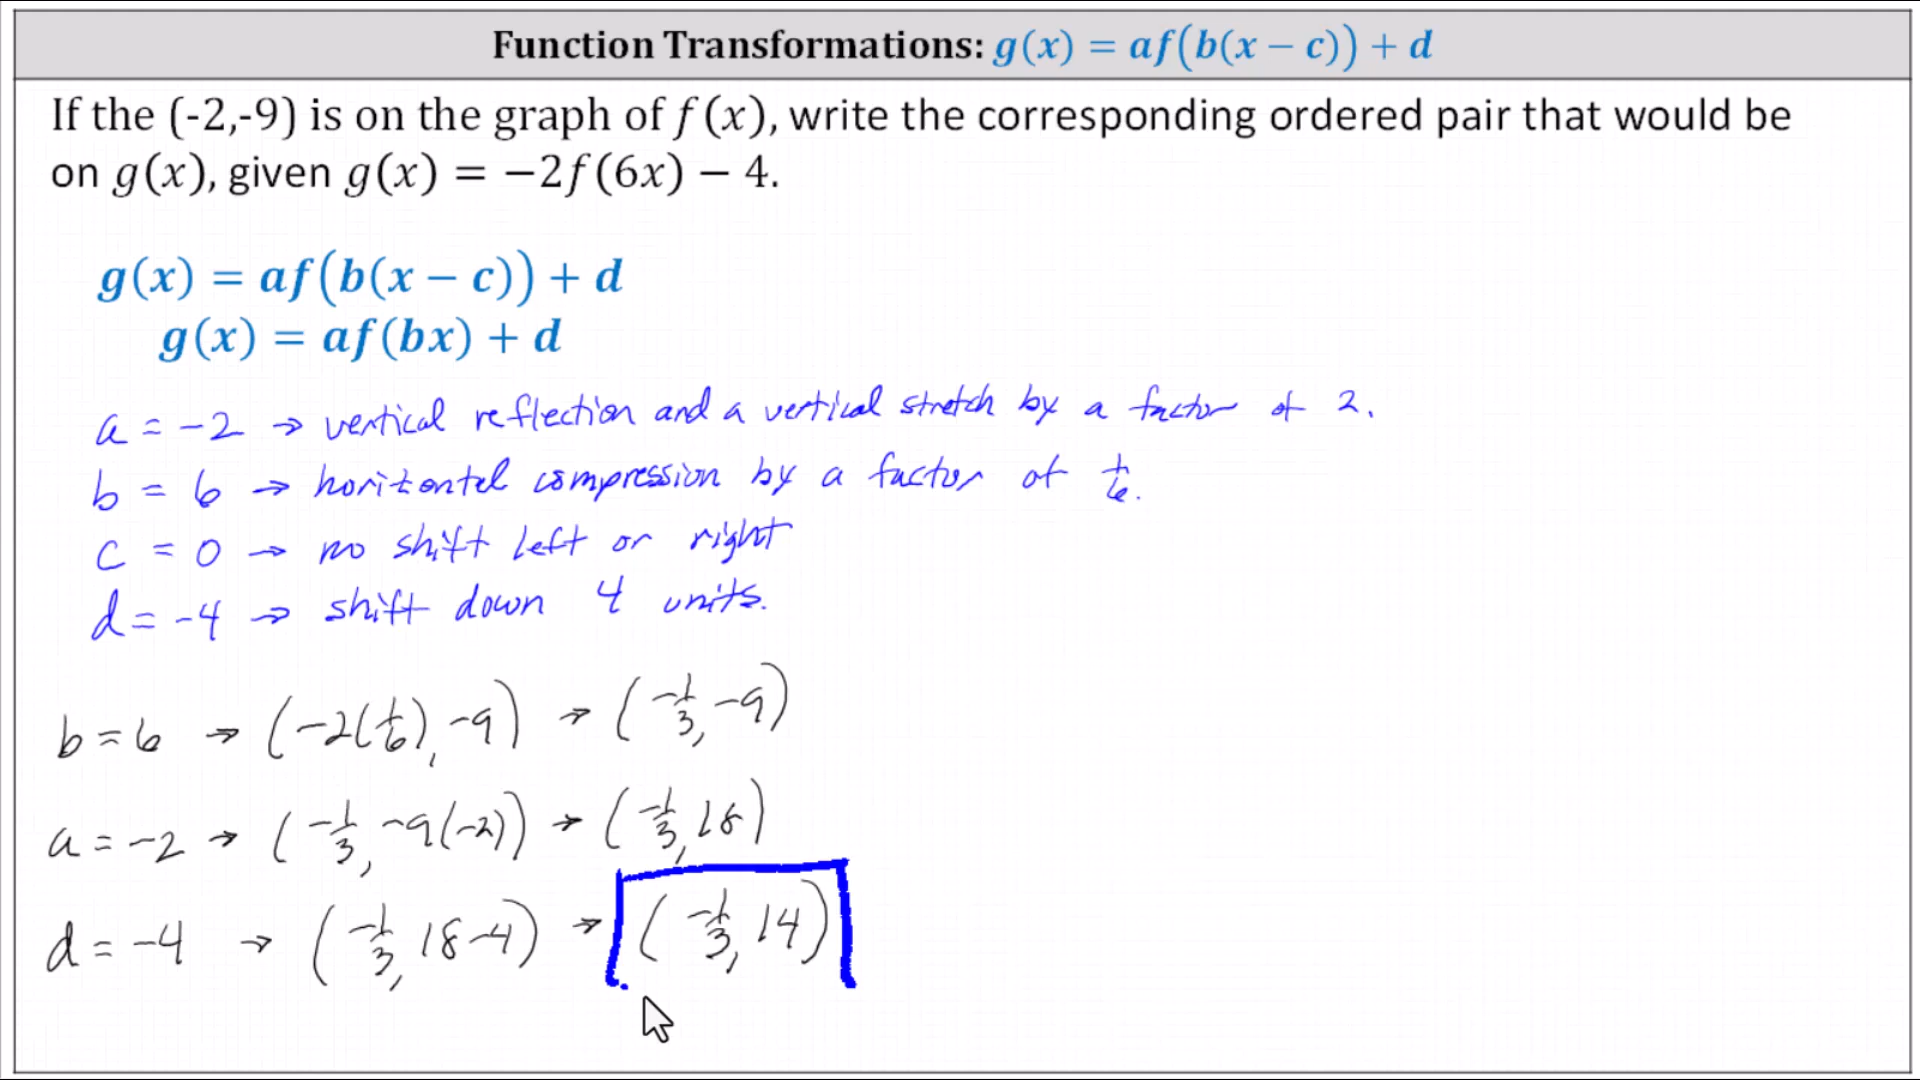 Function Transformations: g(x) = af(b(x − c)) + d
If the (-2,-9) is on the graph of f(x), write the corresponding ordered pair that would be
on g(x), given g(x) = −2f(6x) − 4.
g(x) = af(b(x − c)) + d
g(x) = af(bx) + d
a = -2 → vertical reflection and a vertical stretch by a factor of 2.
b = 6 → horizontal compression by a factor of 1/6.
c = 0 → no shift left or right
d = -4 → shift down 4 units.
b = 6 → (-2(1/6), -9) → (-1/3, -9)
a = -2 → (-1/3, -9(-2)) → (-1/3, 18)
d = -4 → (-1/3, 18-4) → (-1/3, 14)